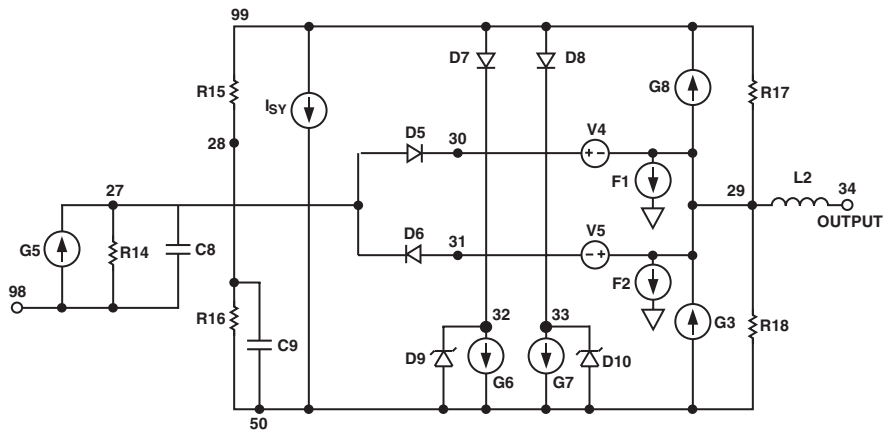 99
D7
D8
R15
ISY
G8
R17
D5
30
V4
28
F1
27
29
L2
34
OUTPUT
G5
R14
C8
D6
31
V5
98
F2
R16
32
33
G3
R18
C9
D9
G6
G7
D10
50